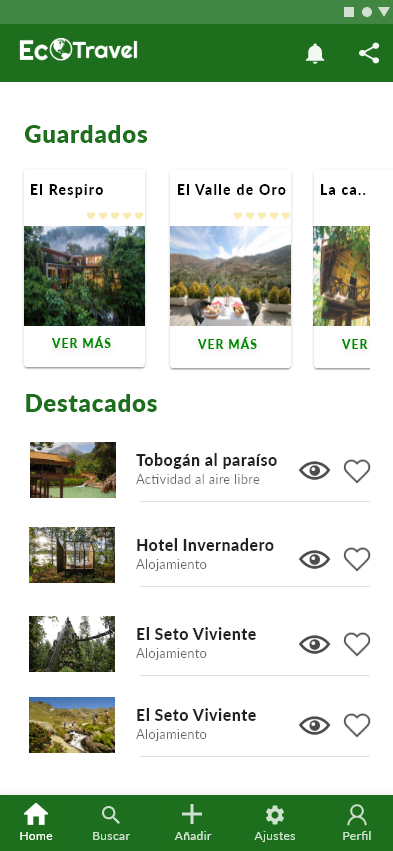 EcoTravel
Guardados
El Respiro
El Valle de Oro
La ca..
VER MÁS
VER MÁS
VER
Destacados
Tobogán al paraíso
Actividad al aire libre
Hotel Invernadero
Alojamiento
El Seto Viviente
Alojamiento
El Seto Viviente
Alojamiento
Home
Buscar
Añadir
Ajustes
Perfil